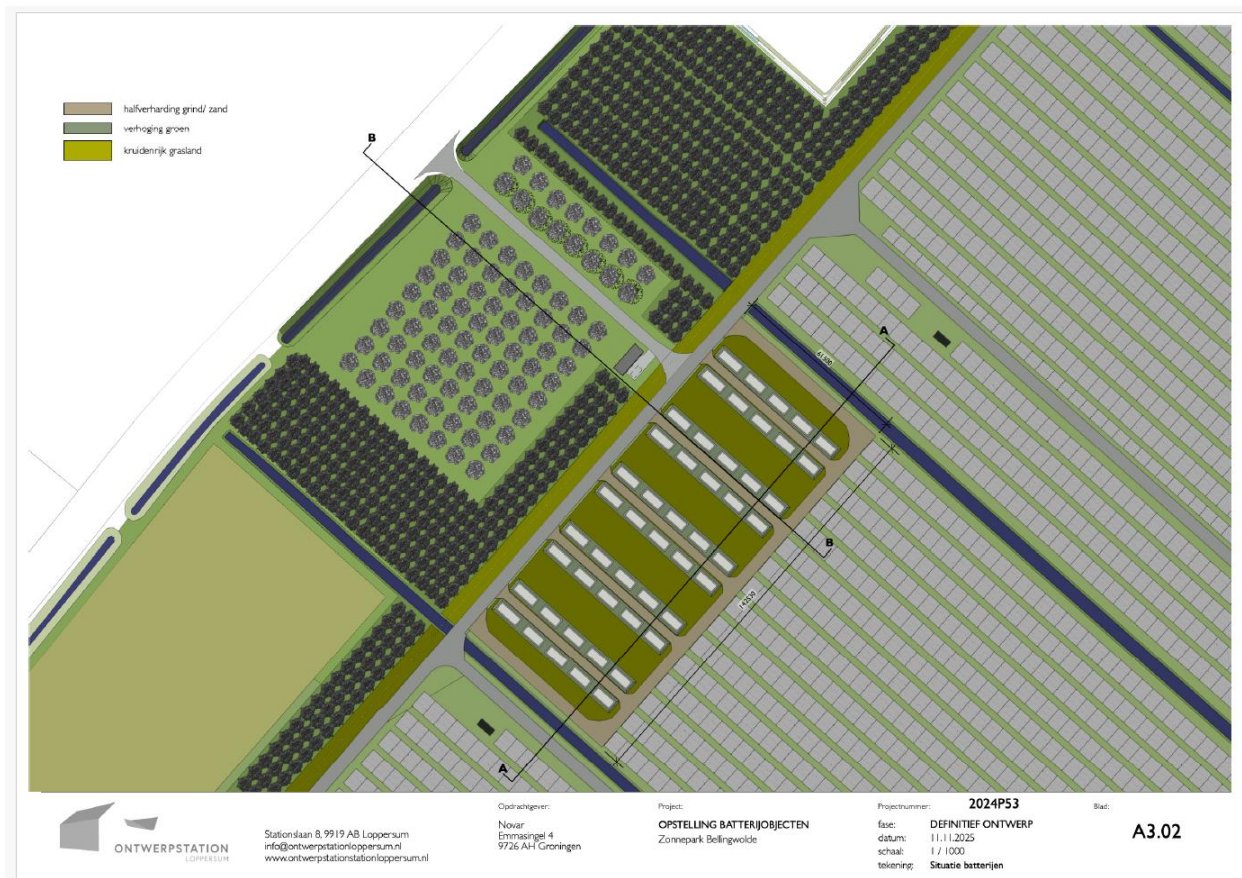 halfverharding grind/ zand
verhoging groen
kruidenrijk grasland
B
A
61300
B
142530
A
ONTWERPSTATION
LOPPERSUM
Stationslaan 8, 9919 AB Loppersum
info@ontwerpstationloppersum.nl
www.ontwerpstationstationloppersum.nl
Opdrachtgever:
Novar
Emmasingel 4
9726 AH Groningen
Project:
OPSTELLING BATTERIJOBJECTEN
Zonnepark Bellingwolde
Projectnummer: 2024P53
fase: DEFINITIEF ONTWERP
datum: 11.11.2025
schaal: 1 / 1000
tekening: Situatie batterijen
Blad:
A3.02